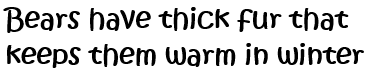 Bears have thick fur that
keeps them warm in winter